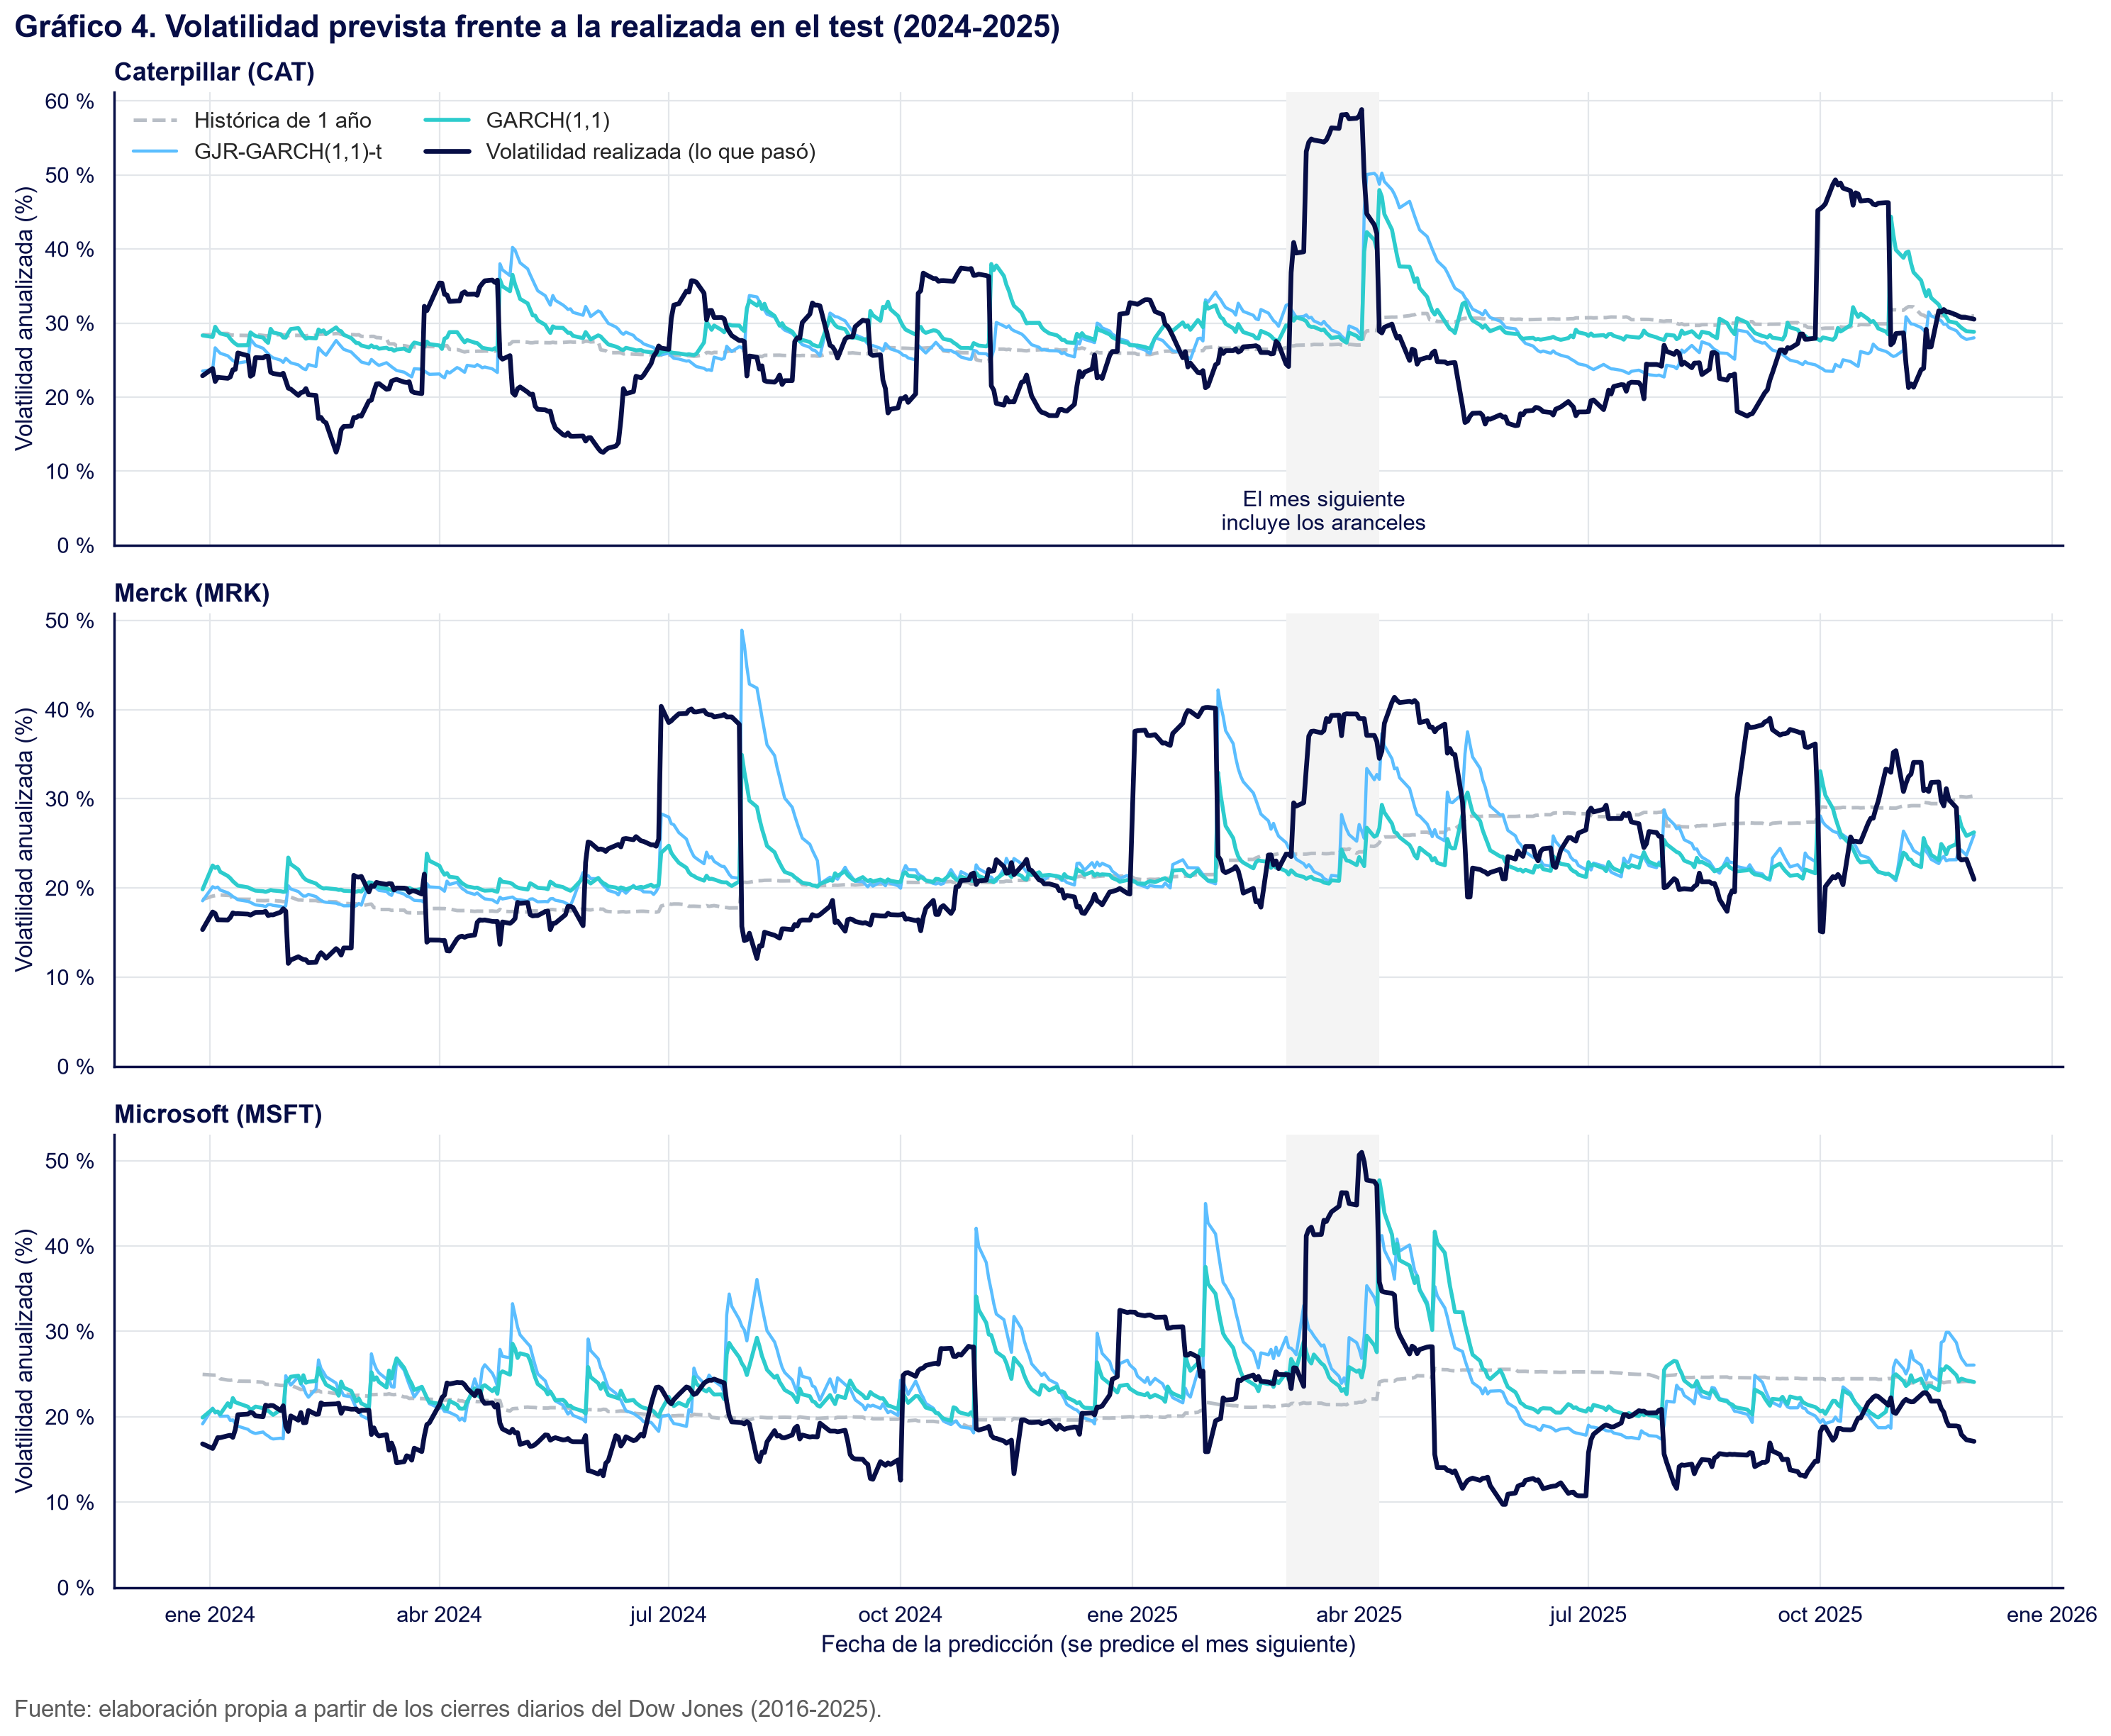 Gráfico 4. Volatilidad prevista frente a la realizada en el test (2024-2025)
Caterpillar (CAT)
Volatilidad anualizada (%)
60 %
50 %
40 %
30 %
20 %
10 %
0 %
Histórica de 1 año
GJR-GARCH(1,1)-t
GARCH(1,1)
Volatilidad realizada (lo que pasó)
El mes siguiente
incluye los aranceles
Merck (MRK)
Volatilidad anualizada (%)
50 %
40 %
30 %
20 %
10 %
0 %
Microsoft (MSFT)
Volatilidad anualizada (%)
50 %
40 %
30 %
20 %
10 %
0 %
ene 2024 abr 2024 jul 2024 oct 2024 ene 2025 abr 2025 jul 2025 oct 2025 ene 2026
Fecha de la predicción (se predice el mes siguiente)
Fuente: elaboración propia a partir de los cierres diarios del Dow Jones (2016-2025).